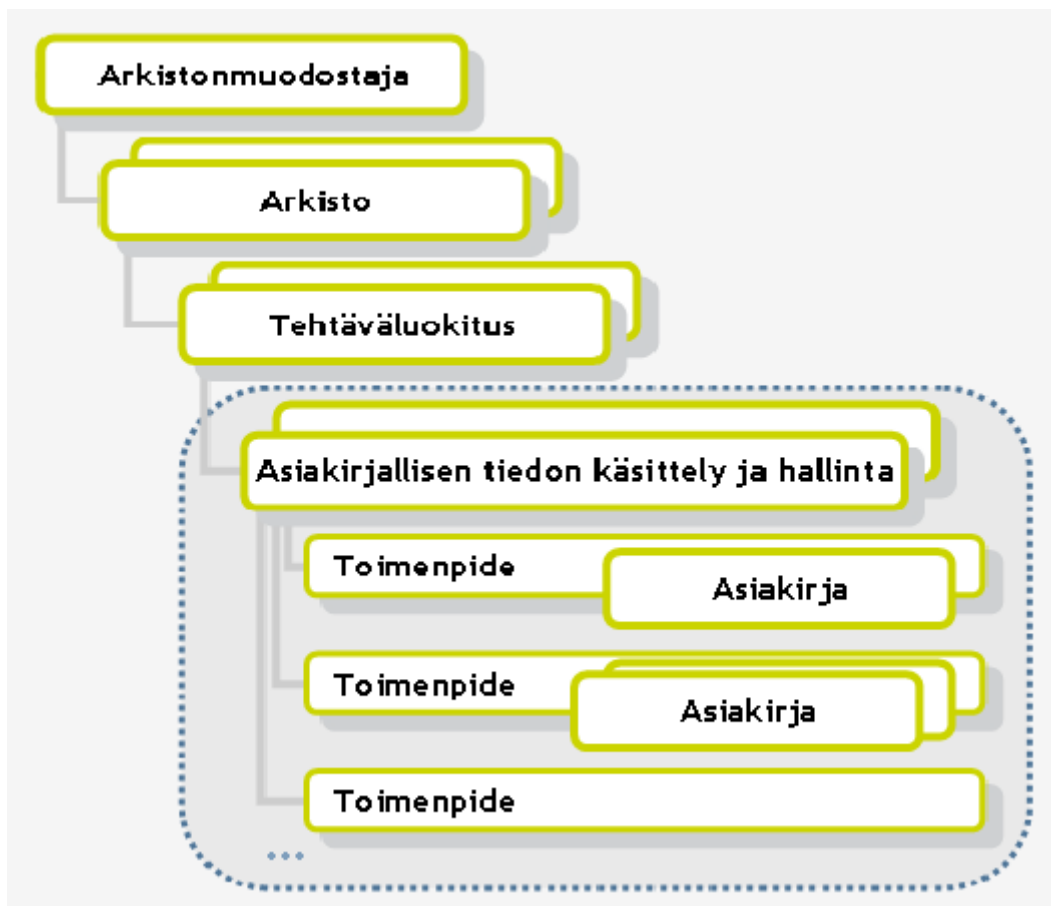 Arkistonmuodostaja
Arkisto
Tehtäväluokitus
Asiakirjallisen tiedon käsittely ja hallinta
Toimenpide
Asiakirja
Toimenpide
Asiakirja
Toimenpide
...